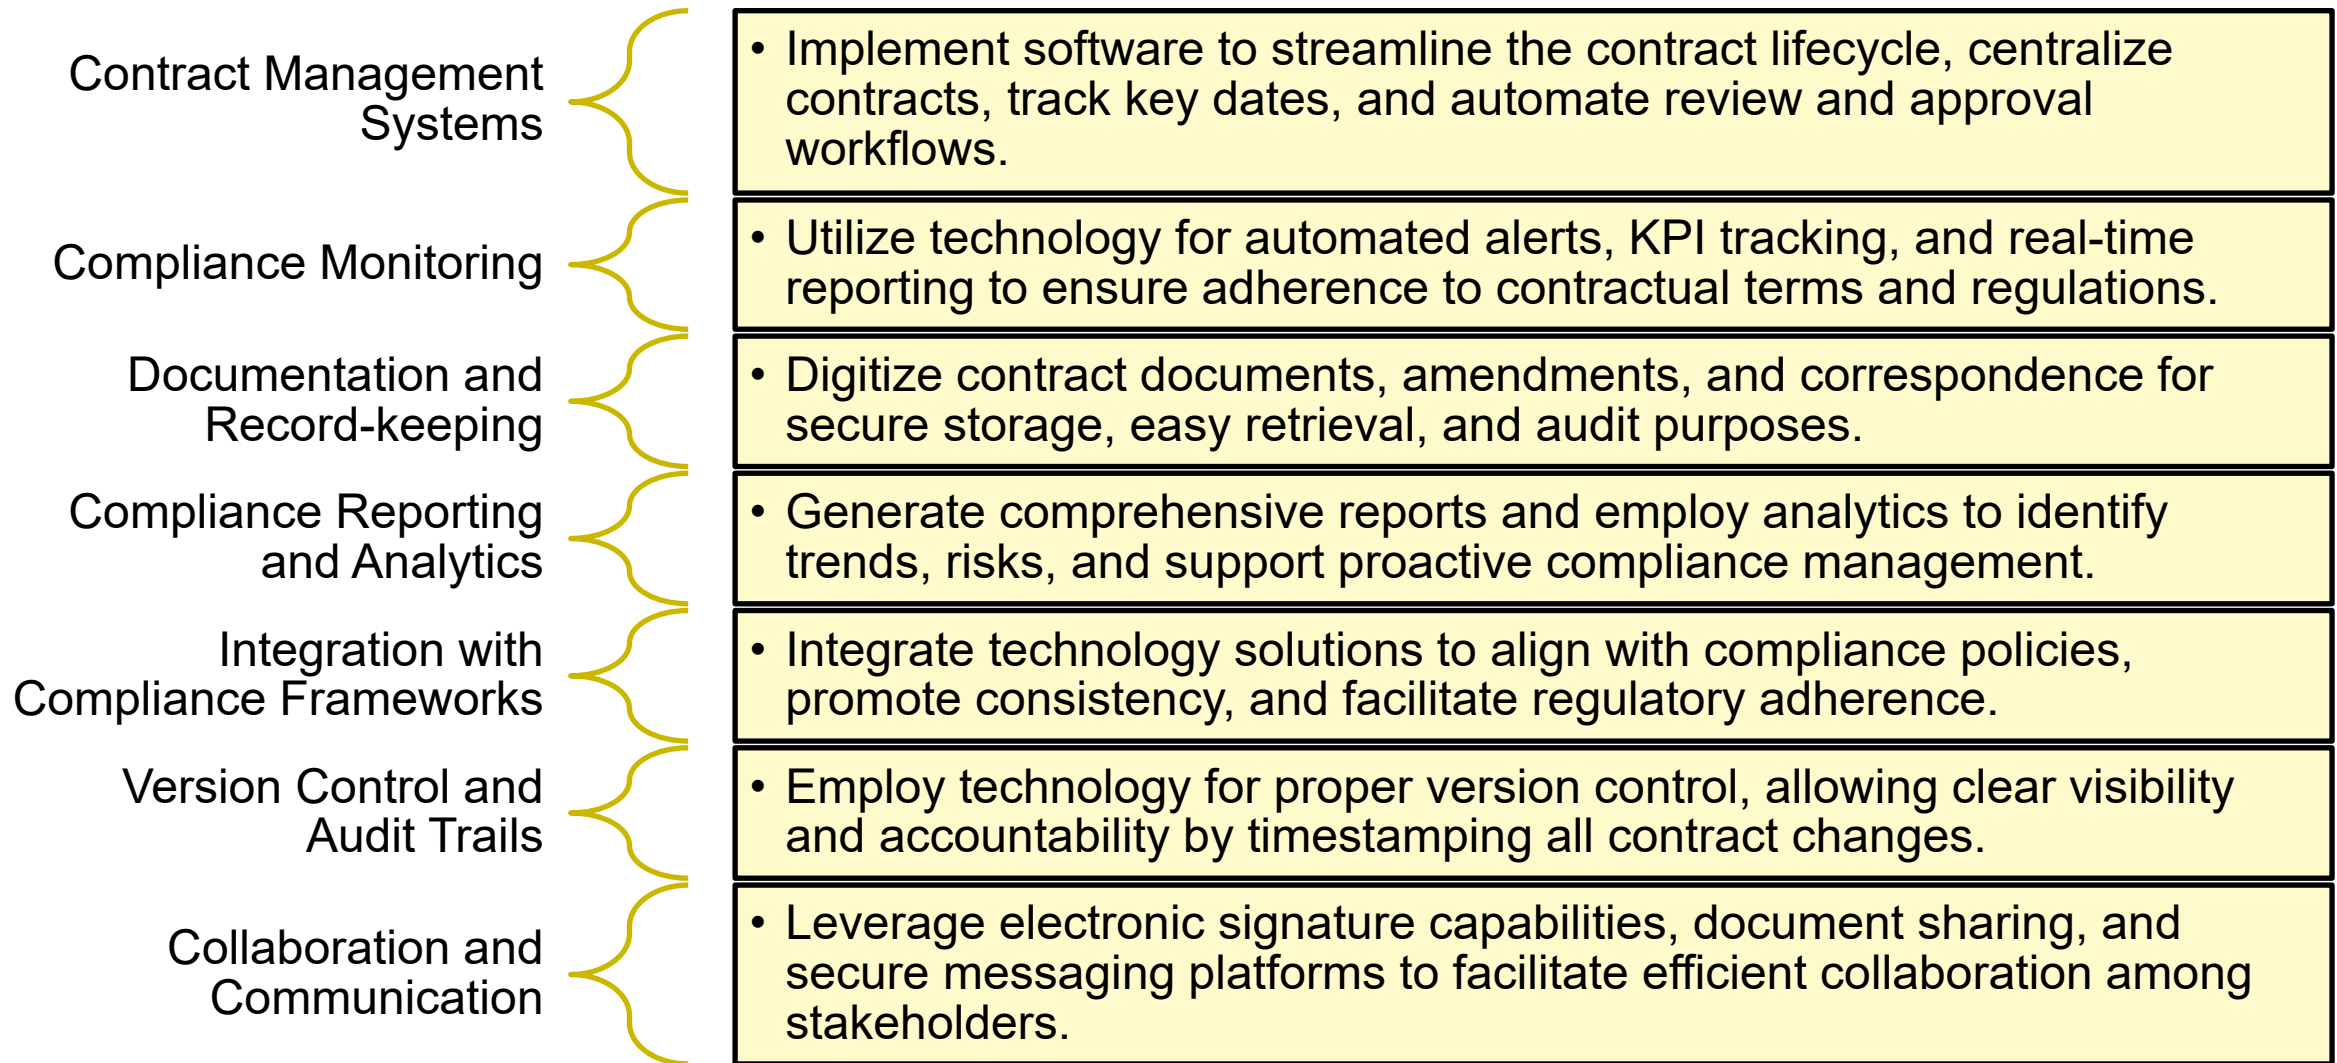 Contract Management
Systems
• Implement software to streamline the contract lifecycle, centralize
contracts, track key dates, and automate review and approval
workflows.
Compliance Monitoring
• Utilize technology for automated alerts, KPI tracking, and real-time
reporting to ensure adherence to contractual terms and regulations.
Documentation and
Record-keeping
• Digitize contract documents, amendments, and correspondence for
secure storage, easy retrieval, and audit purposes.
Compliance Reporting
and Analytics
• Generate comprehensive reports and employ analytics to identify
trends, risks, and support proactive compliance management.
Integration with
Compliance Frameworks
• Integrate technology solutions to align with compliance policies,
promote consistency, and facilitate regulatory adherence.
Version Control and
Audit Trails
• Employ technology for proper version control, allowing clear visibility
and accountability by timestamping all contract changes.
Collaboration and
Communication
• Leverage electronic signature capabilities, document sharing, and
secure messaging platforms to facilitate efficient collaboration among
stakeholders.